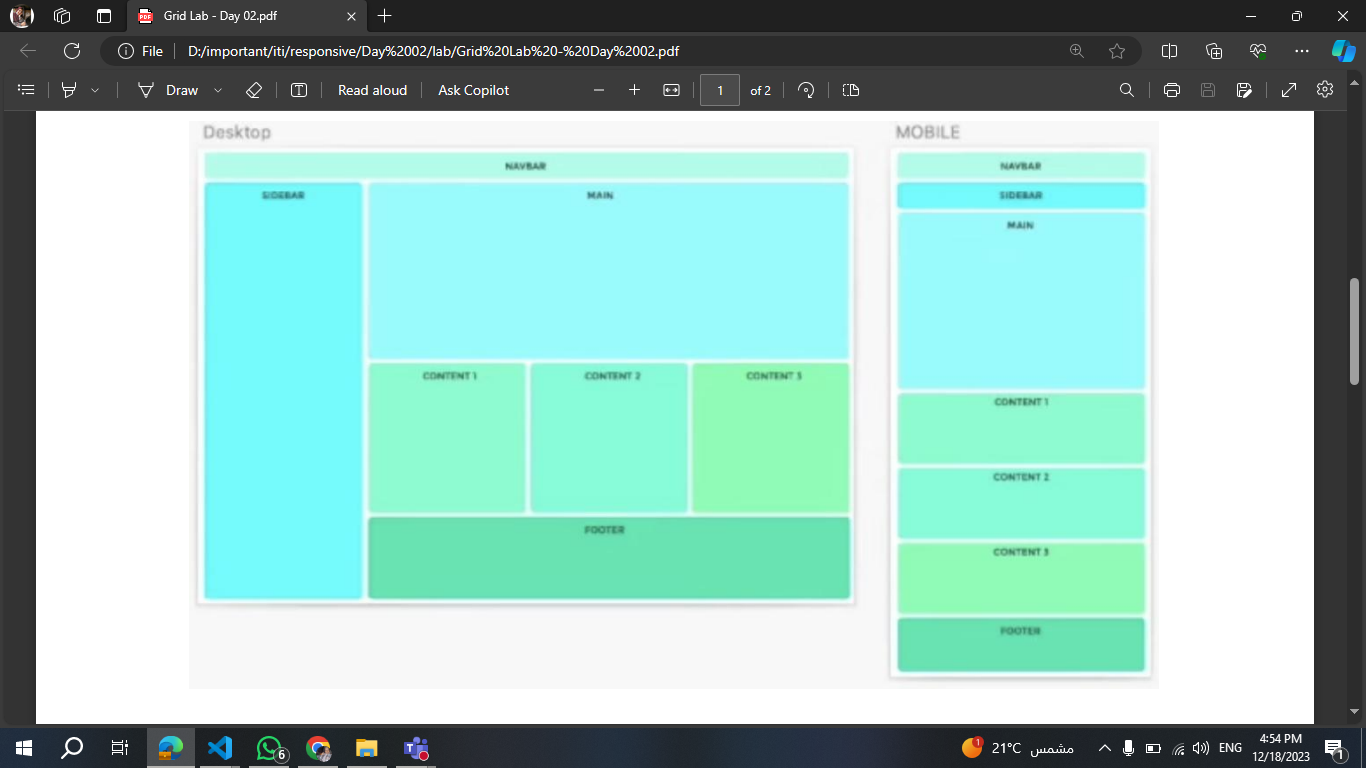 Grid Lab - Day 02.pdf
File
D:/important/iti/responsive/Day%2002/lab/Grid%20Lab%20-%20Day%2002.pdf
Draw
Read aloud
Ask Copilot
1
of 2
Desktop
NAVBAR
SIDEBAR
MAIN
CONTENT 1
CONTENT 2
CONTENT 3
FOOTER
MOBILE
NAVBAR
SIDEBAR
MAIN
CONTENT 1
CONTENT 2
CONTENT 3
FOOTER
6
1
21°C مشمس
ENG
4:54 PM
12/18/2023
1